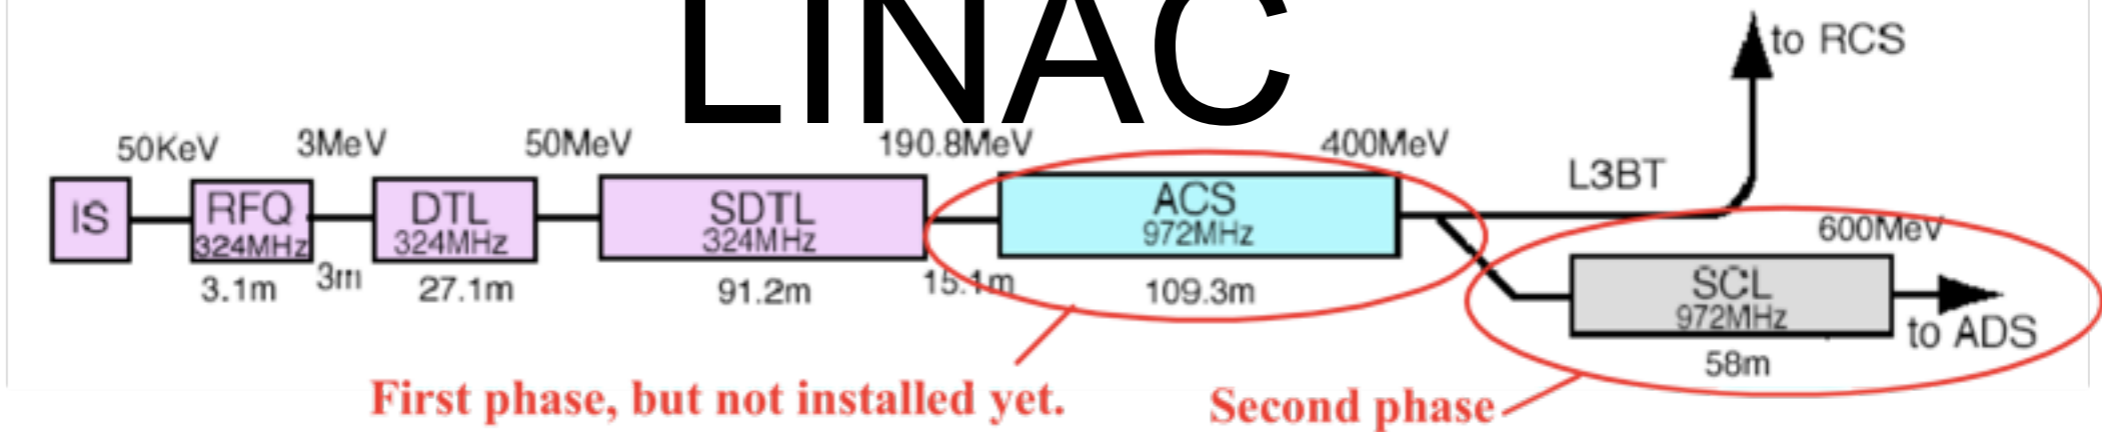 LINAC
to RCS
50KeV
3MeV
50MeV
190.8MeV
400MeV
L3BT
IS
RFQ
324MHz
DTL
324MHz
SDTL
324MHz
ACS
972MHz
600MeV
3.1m
3m
27.1m
91.2m
15.1m
109.3m
SCL
972MHz
to ADS
58m
First phase, but not installed yet.
Second phase